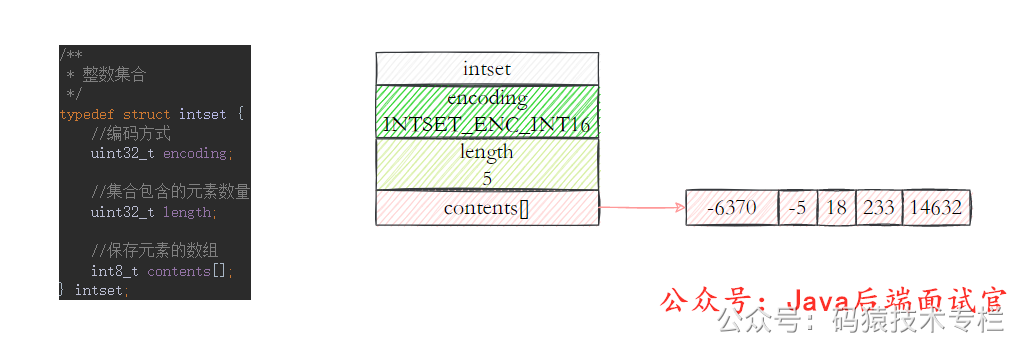 /**
 * 整数集合
 */
typedef struct intset {
    //编码方式
    uint32_t encoding;
    //集合包含的元素数量
    uint32_t length;
    //保存元素的数组
    int8_t contents[];
} intset;
intset
encoding
INTSET_ENC_INT16
length
5
contents[]
-6370 -5 18 233 14632
公众号：Java后端面试官
公众号：码猿技术专栏